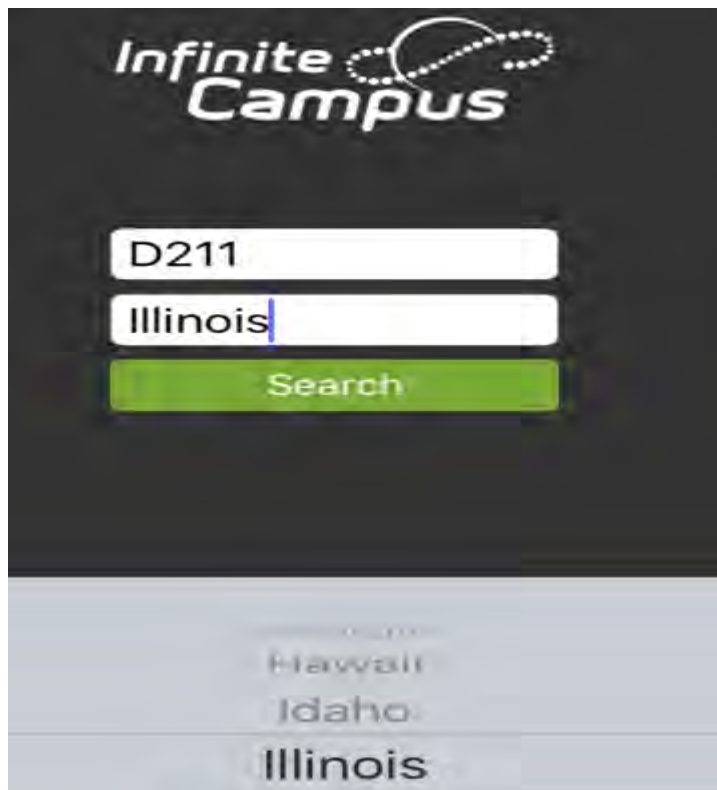 Infinite
Campus
D211
Illinois
Search
Hawaii
Idaho
Illinois